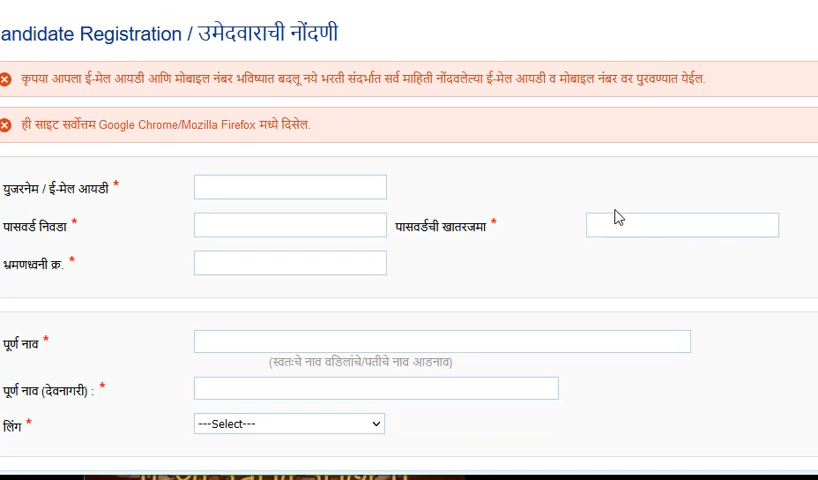 andidate Registration / उमेदवाराची नोंदणी
कृपया आपला ई-मेल आयडी आणि मोबाइल नंबर भविष्यात बदलू नये भरती संदर्भात सर्व माहिती नोंदवलेल्या ई-मेल आयडी व मोबाइल नंबर वर पुरवण्यात येईल.
ही साइट सर्वोत्तम Google Chrome/Mozilla Firefox मध्ये दिसेल.
युजरनेम / ई-मेल आयडी *
पासवर्ड निवडा * पासवर्डची खातरजमा *
भ्रमणध्वनी क्र. *
पूर्ण नाव *
(स्वतःचे नाव वडिलांचे/पतीचे नाव आडनाव)
पूर्ण नाव (देवनागरी) : *
लिंग * ---Select---